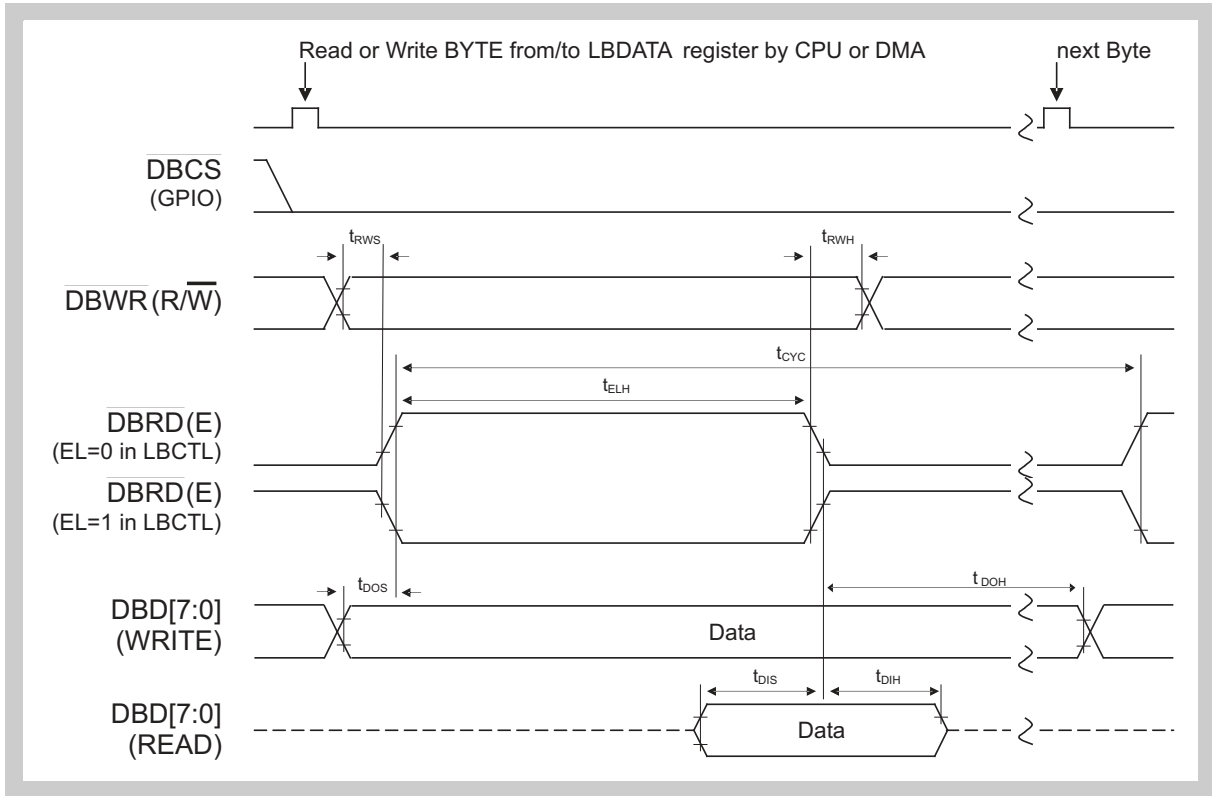 Read or Write BYTE from/to LBDATA register by CPU or DMA
next Byte
DBCS
(GPIO)
tRWS
tRWH
DBWR (R/W)
tCYC
tELH
DBRD (E)
(EL=0 in LBCTL)
DBRD (E)
(EL=1 in LBCTL)
tDOS
tDOH
DBD[7:0]
(WRITE)
Data
tDIS
tDIH
DBD[7:0]
(READ)
Data